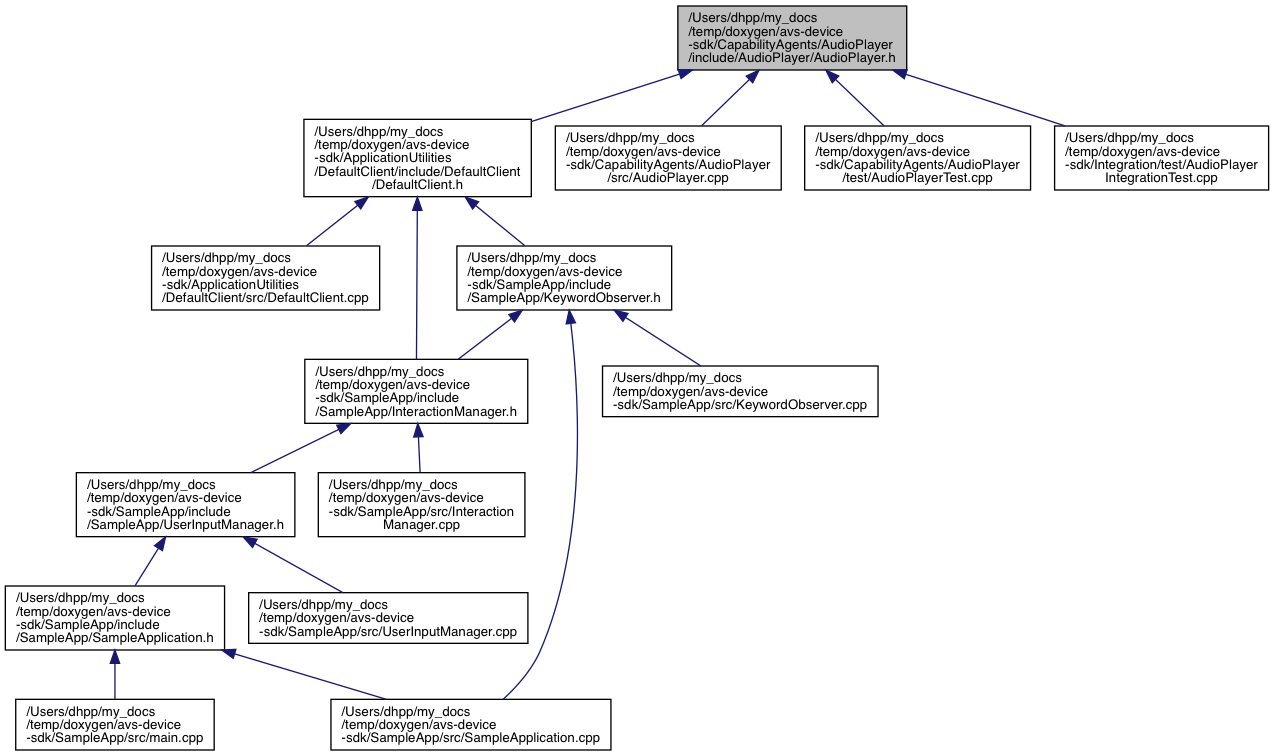 /Users/dhpp/my_docs
/temp/doxygen/avs-device
-sdk/CapabilityAgents/AudioPlayer
/include/AudioPlayer/AudioPlayer.h
/Users/dhpp/my_docs
/temp/doxygen/avs-device
-sdk/ApplicationUtilities
/DefaultClient/include/DefaultClient
/DefaultClient.h
/Users/dhpp/my_docs
/temp/doxygen/avs-device
-sdk/CapabilityAgents/AudioPlayer
/src/AudioPlayer.cpp
/Users/dhpp/my_docs
/temp/doxygen/avs-device
-sdk/CapabilityAgents/AudioPlayer
/test/AudioPlayerTest.cpp
/Users/dhpp/my_docs
/temp/doxygen/avs-device
-sdk/Integration/test/AudioPlayer
IntegrationTest.cpp
/Users/dhpp/my_docs
/temp/doxygen/avs-device
-sdk/ApplicationUtilities
/DefaultClient/src/DefaultClient.cpp
/Users/dhpp/my_docs
/temp/doxygen/avs-device
-sdk/SampleApp/include
/SampleApp/KeywordObserver.h
/Users/dhpp/my_docs
/temp/doxygen/avs-device
-sdk/SampleApp/include
/SampleApp/InteractionManager.h
/Users/dhpp/my_docs
/temp/doxygen/avs-device
-sdk/SampleApp/src/KeywordObserver.cpp
/Users/dhpp/my_docs
/temp/doxygen/avs-device
-sdk/SampleApp/include
/SampleApp/UserInputManager.h
/Users/dhpp/my_docs
/temp/doxygen/avs-device
-sdk/SampleApp/src/Interaction
Manager.cpp
/Users/dhpp/my_docs
/temp/doxygen/avs-device
-sdk/SampleApp/include
/SampleApp/SampleApplication.h
/Users/dhpp/my_docs
/temp/doxygen/avs-device
-sdk/SampleApp/src/UserInputManager.cpp
/Users/dhpp/my_docs
/temp/doxygen/avs-device
-sdk/SampleApp/src/main.cpp
/Users/dhpp/my_docs
/temp/doxygen/avs-device
-sdk/SampleApp/src/SampleApplication.cpp